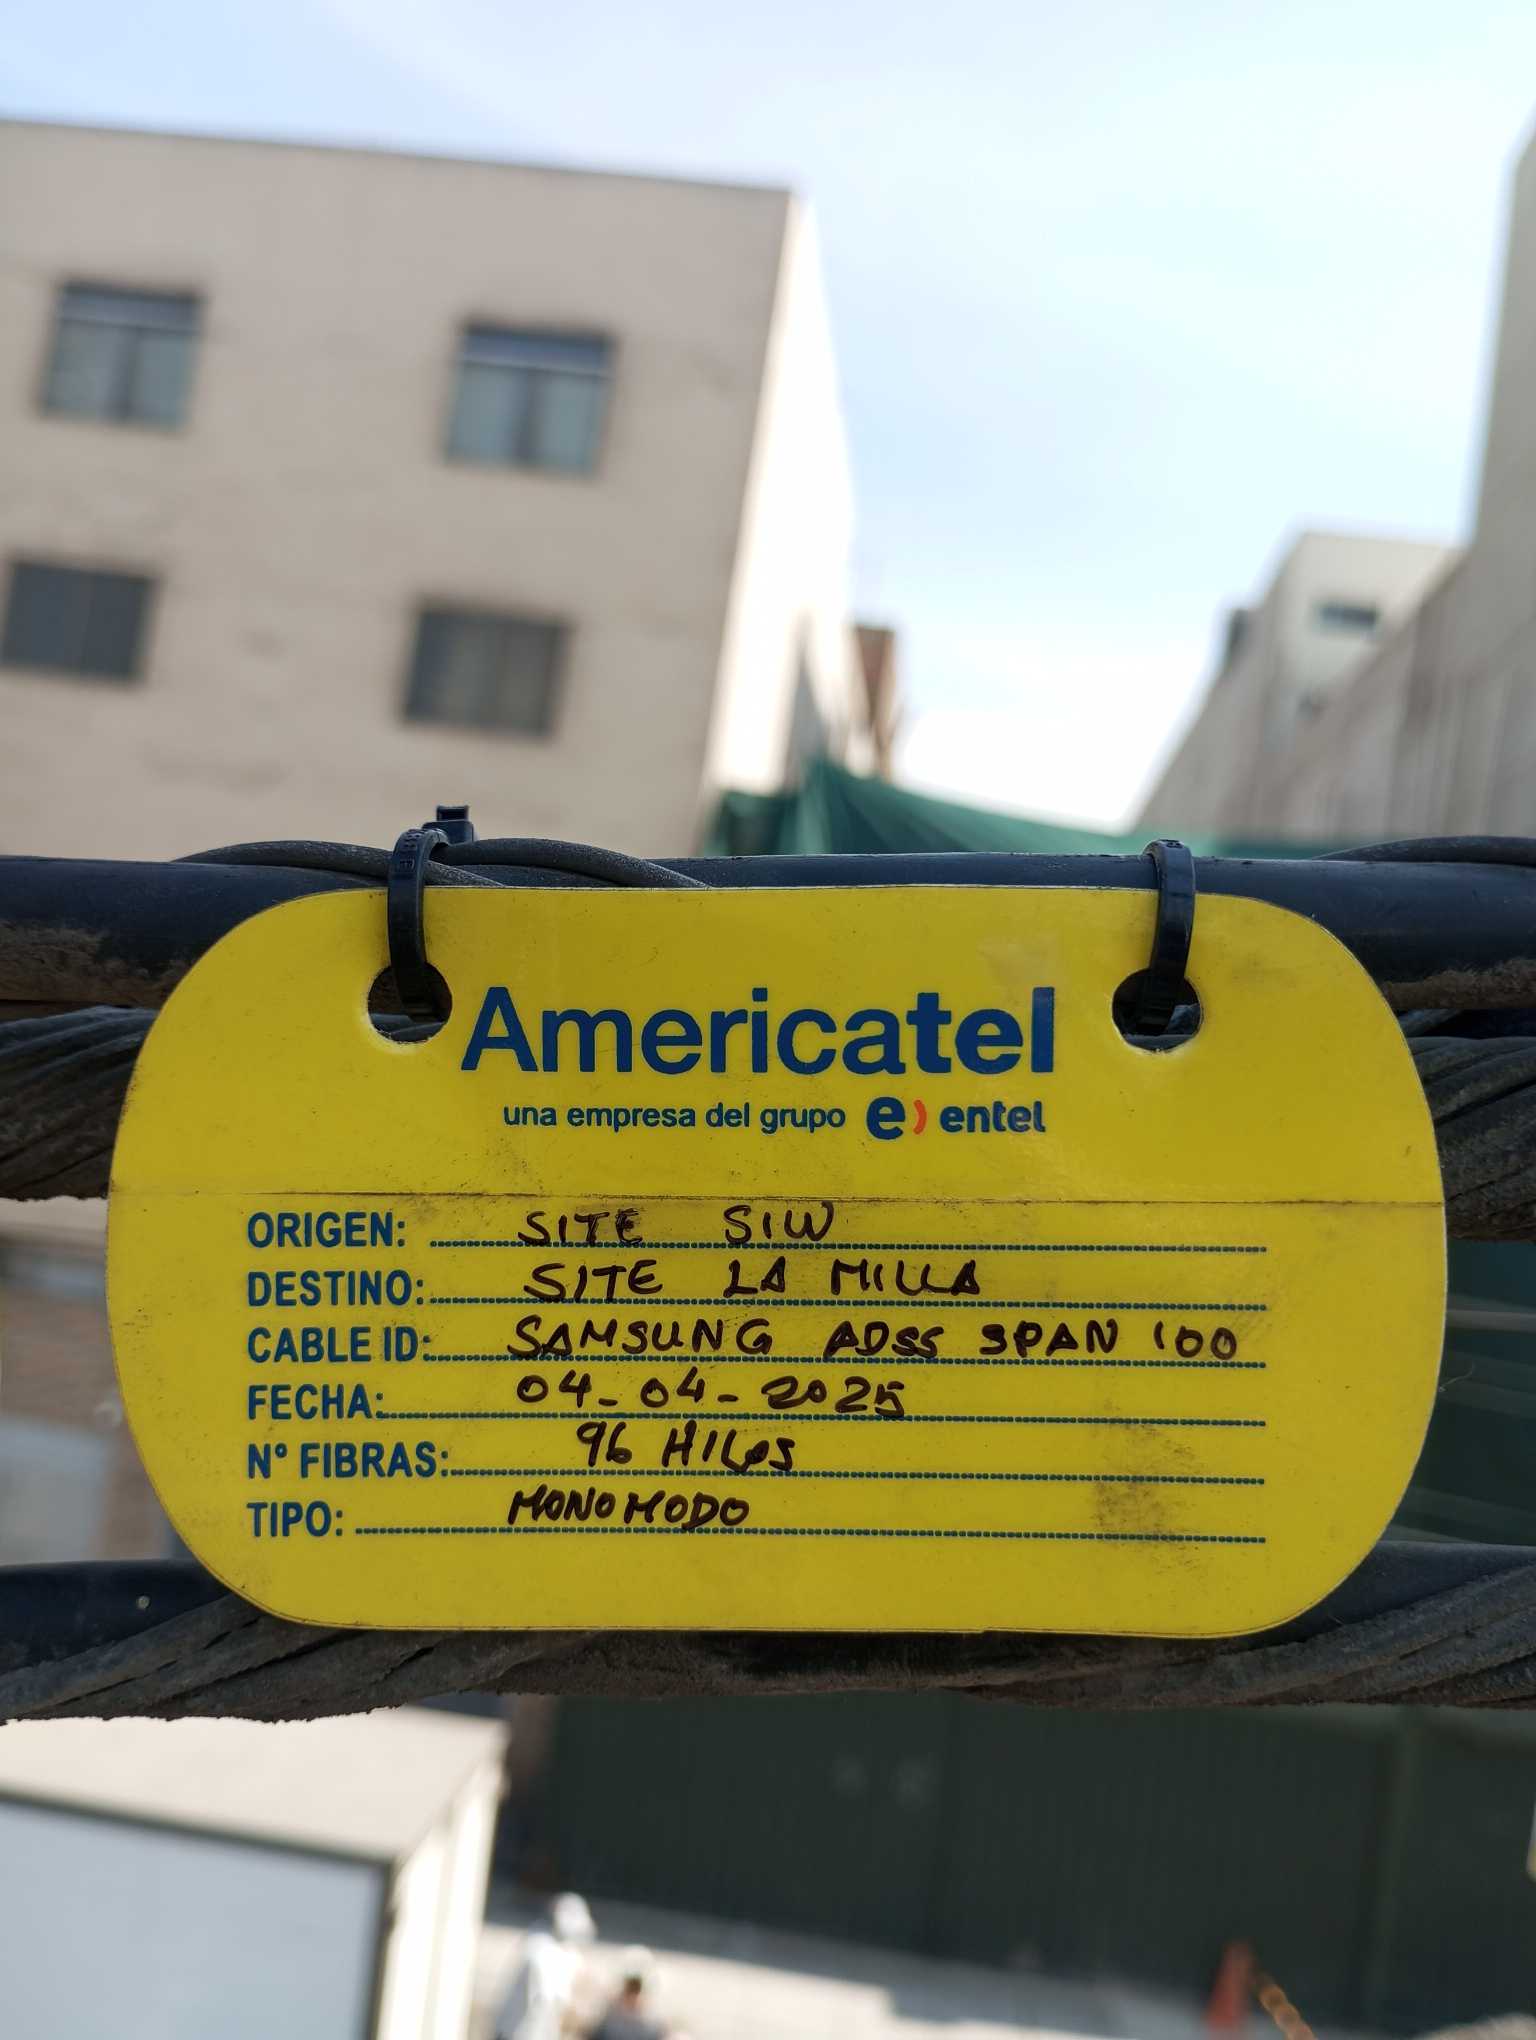 Americatel
una empresa del grupo e) entel
ORIGEN: SITE SIW
DESTINO: SITE LA MILLA
CABLE ID: SAMSUNG ADSS SPAN 100
FECHA: 04-04-2025
N° FIBRAS: 96 HILOS
TIPO: MONOMODO